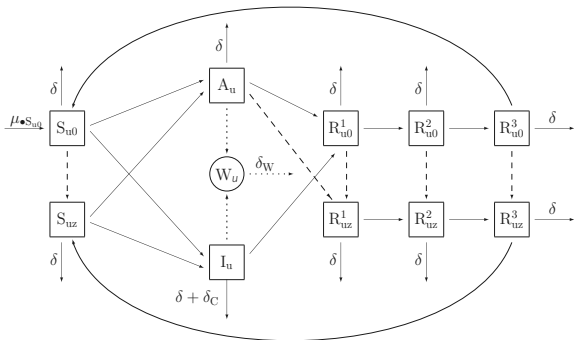 δ δ δ δ
A_u
μ•S_u0 S_u0 R^1_u0 R^2_u0 R^3_u0 δ
W_u δ_W
S_uz R^1_uz R^2_uz R^3_uz δ
δ I_u δ δ
δ + δ_C